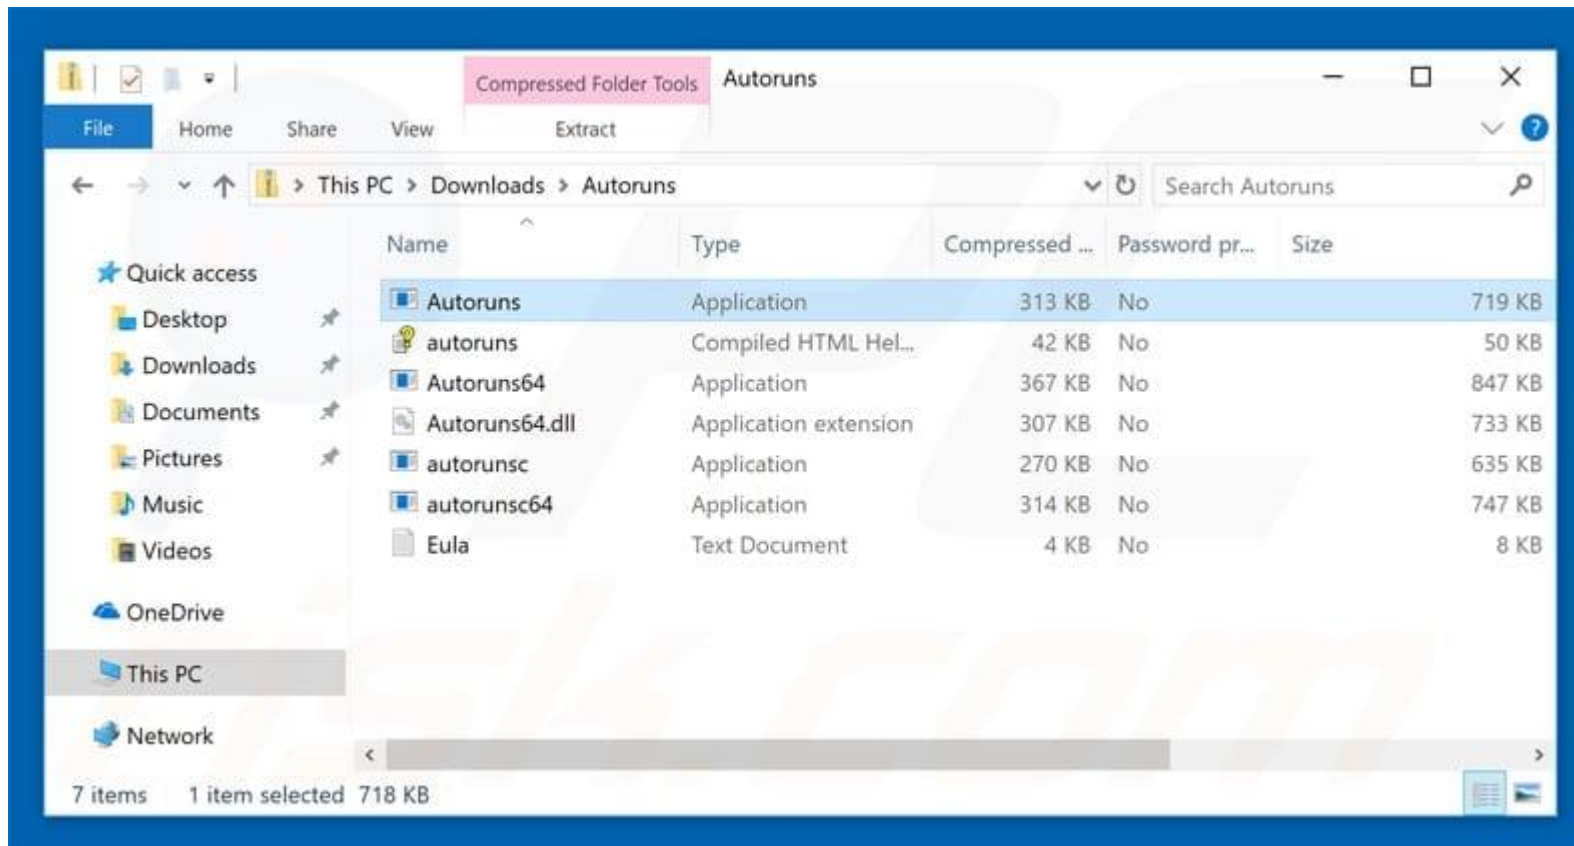 Compressed Folder Tools Autoruns
File Home Share View Extract
This PC > Downloads > Autoruns Search Autoruns
Name Type Compressed ... Password pr... Size
Quick access
Desktop
Downloads
Documents
Pictures
Music
Videos
OneDrive
This PC
Network
Autoruns Application 313 KB No 719 KB
autoruns Compiled HTML Hel... 42 KB No 50 KB
Autoruns64 Application 367 KB No 847 KB
Autoruns64.dll Application extension 307 KB No 733 KB
autorunsc Application 270 KB No 635 KB
autorunsc64 Application 314 KB No 747 KB
Eula Text Document 4 KB No 8 KB
7 items 1 item selected 718 KB